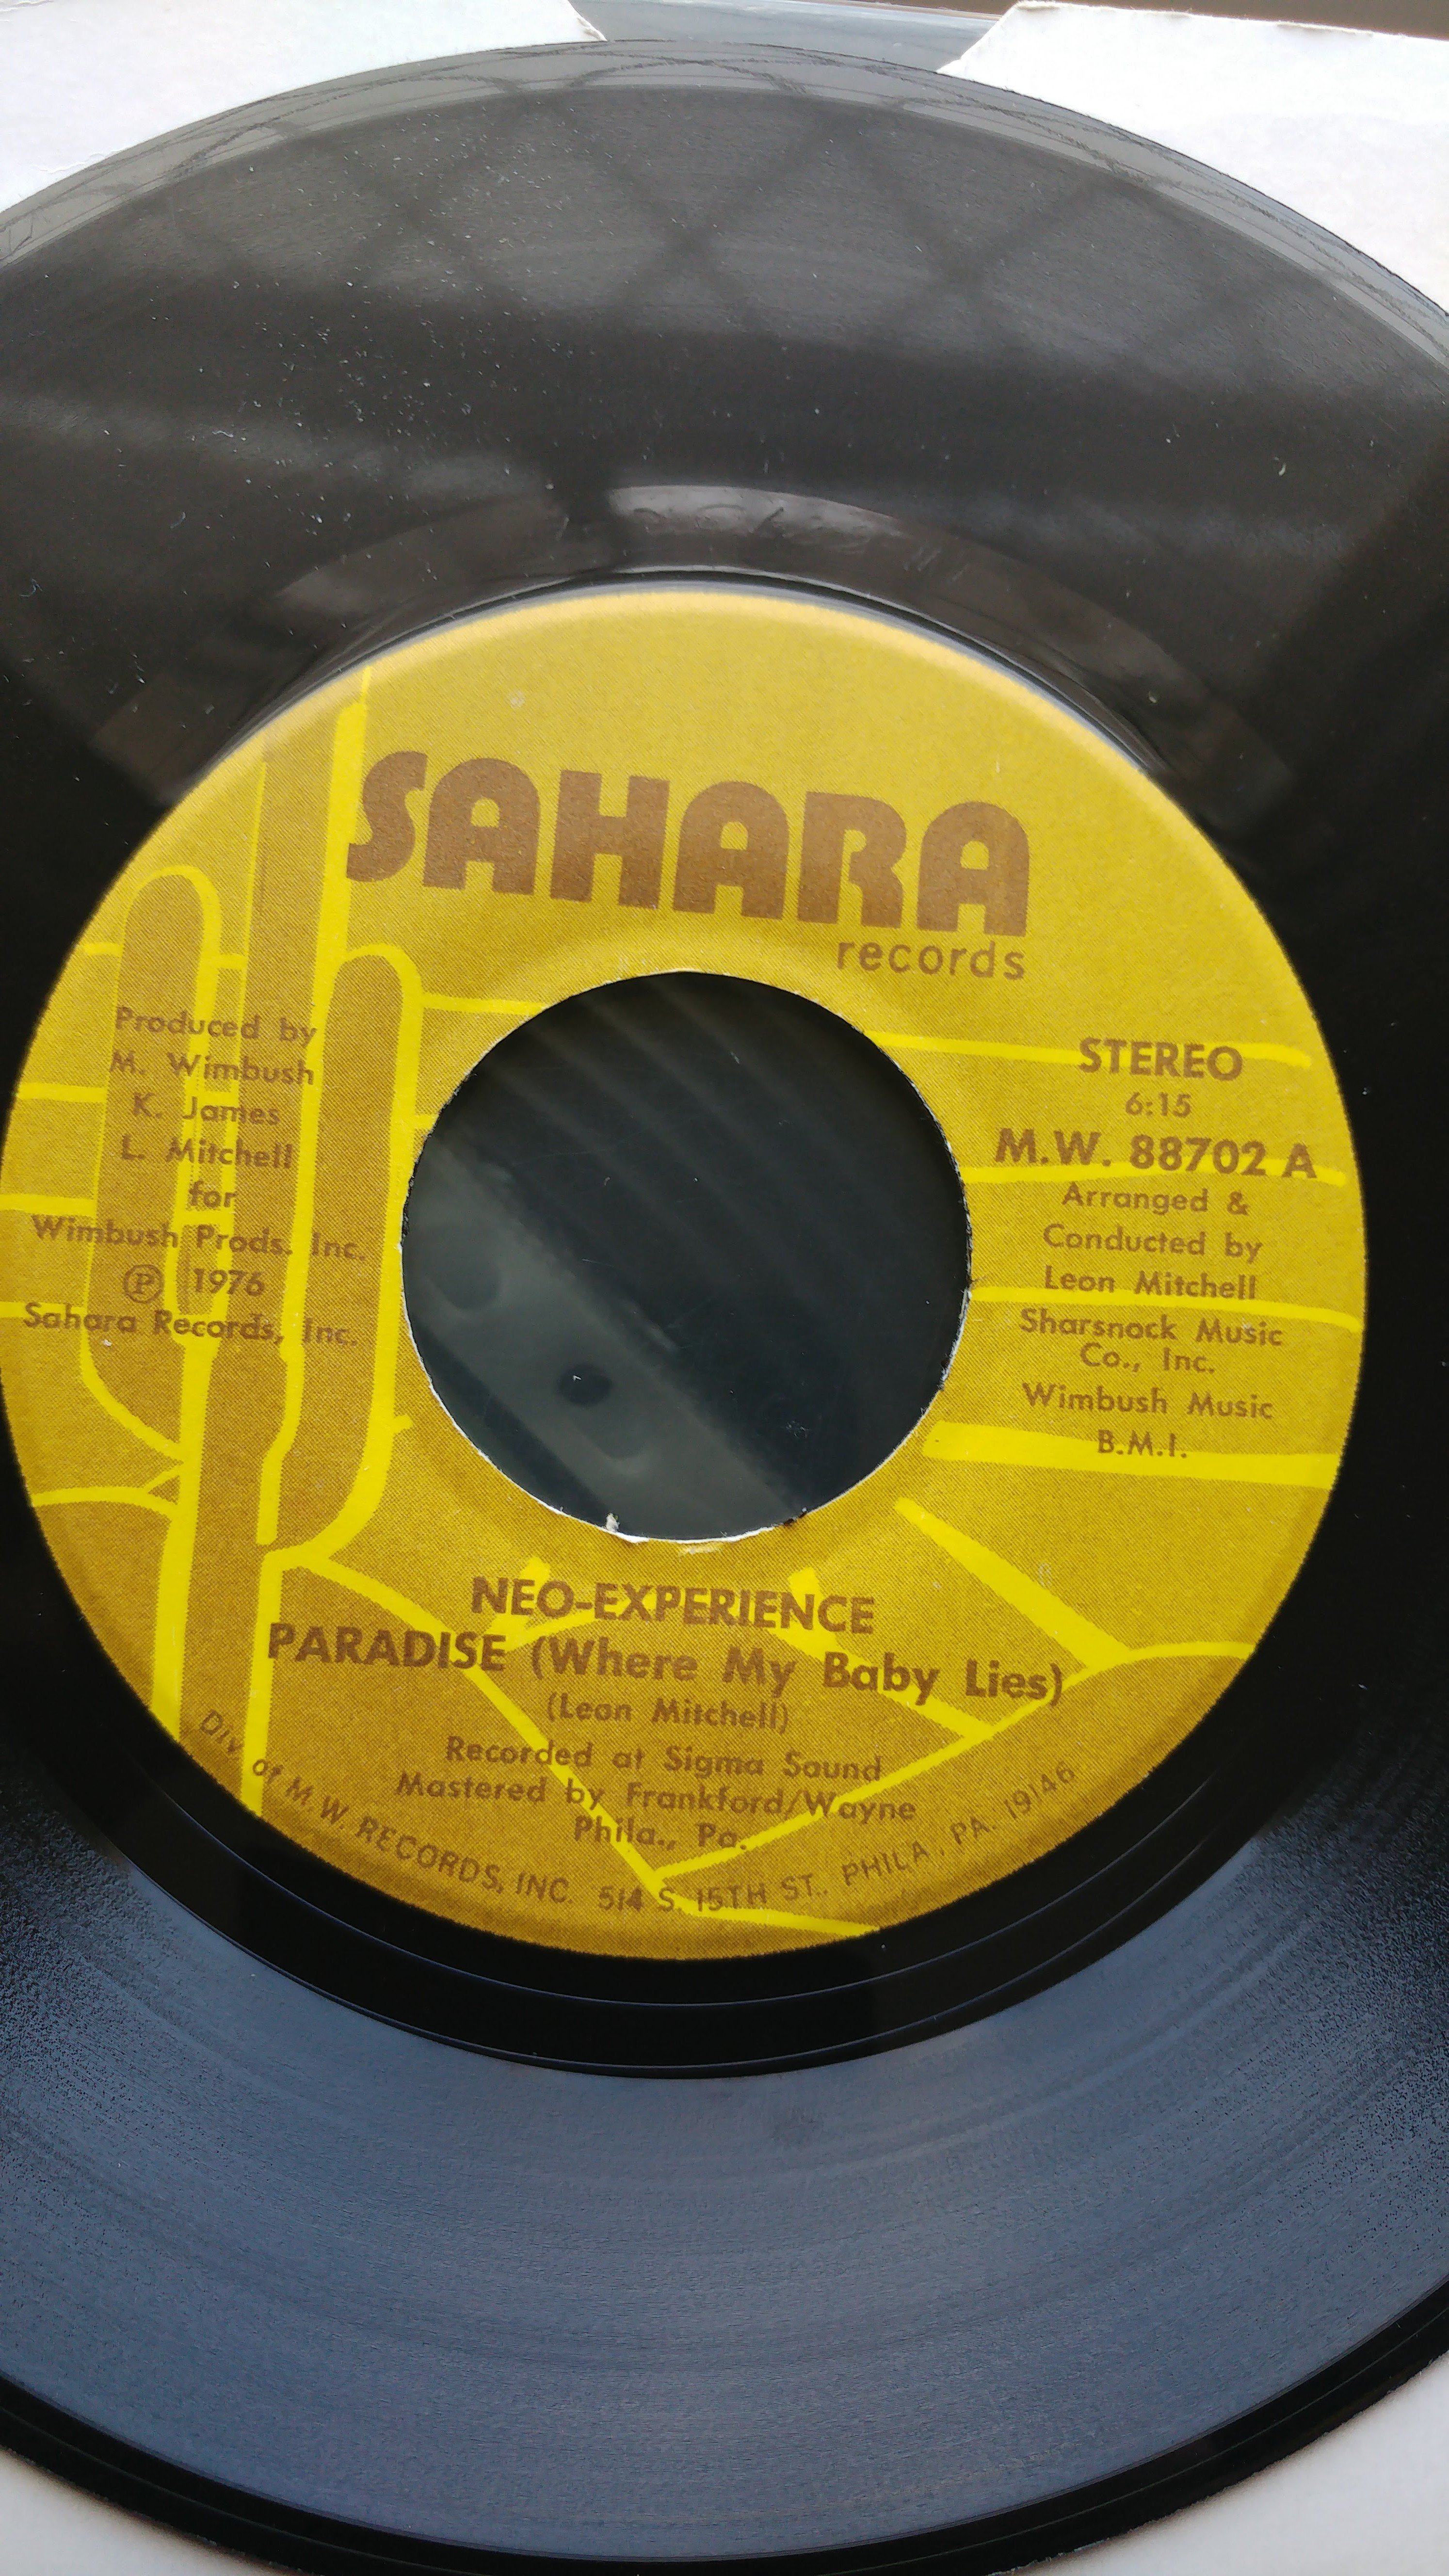 SAHARA
records
Produced by
M. Wimbush
K. James
L. Mitchell
for
Wimbush Prods. Inc.
Ⓟ 1976
Sahara Records, Inc.
STEREO
6:15
M.W. 88702 A
Arranged &
Conducted by
Leon Mitchell
Sharsnock Music
Co., Inc.
Wimbush Music
B.M.I.
NEO-EXPERIENCE
PARADISE (Where My Baby Lies)
(Leon Mitchell)
Recorded at Sigma Sound
Mastered by Frankford/Wayne
Phila., Pa.
Div. of M.W. RECORDS, INC. 514 S. 15TH ST., PHILA, PA. 19146